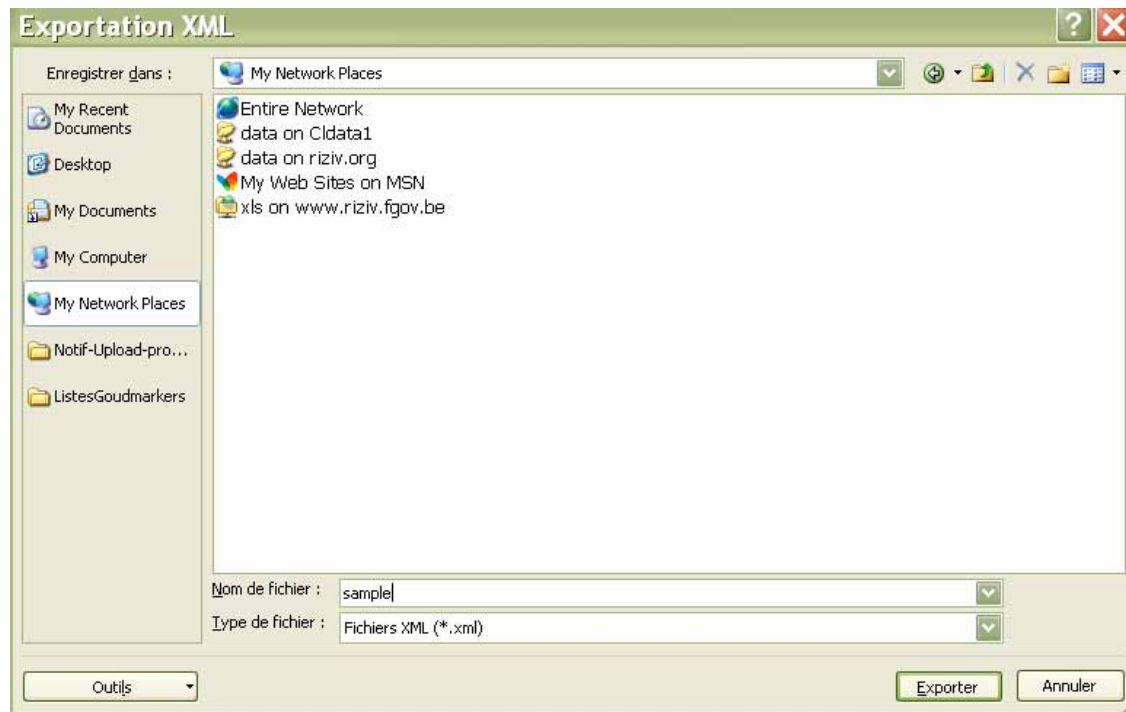 Exportation XML
Enregistrer dans :
My Network Places
My Recent
Documents
Desktop
My Documents
My Computer
My Network Places
Notif-Upload-pro...
ListesGoudmarkers
Entire Network
data on Cldata1
data on riziv.org
My Web Sites on MSN
xls on www.riziv.fgov.be
Nom de fichier :
sample
Type de fichier :
Fichiers XML (*.xml)
Outils
Exporter
Annuler